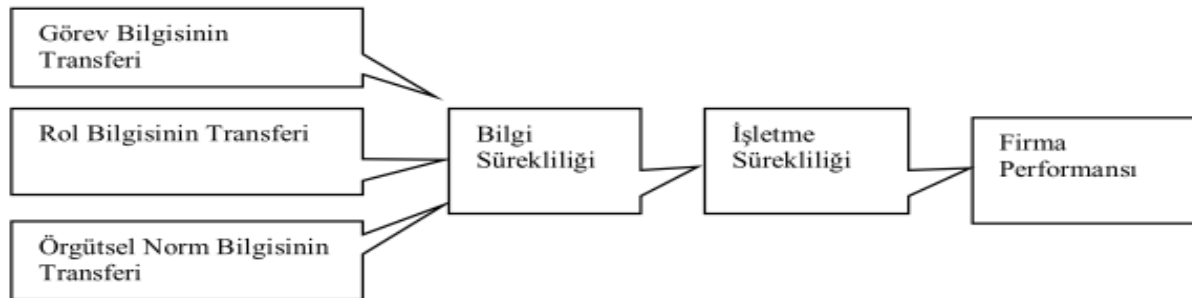 Görev Bilgisinin
Transferi
Rol Bilgisinin Transferi
Örgütsel Norm Bilgisinin
Transferi
Bilgi
Sürekliliği
İşletme
Sürekliliği
Firma
Performansı